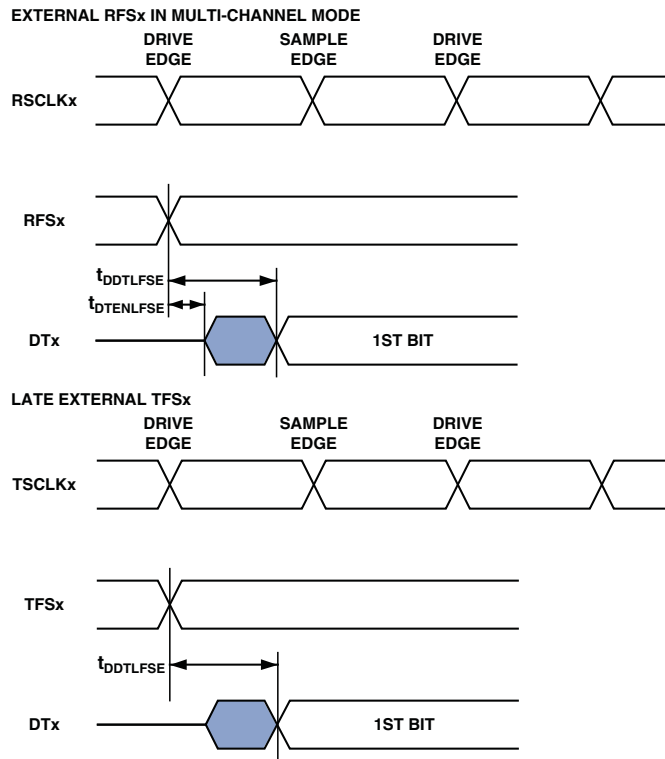 EXTERNAL RFSx IN MULTI-CHANNEL MODE
DRIVE EDGE
SAMPLE EDGE
DRIVE EDGE
RSCLKx
RFSx
tDDTLFSE
tDTENLFSE
DTx
1ST BIT
LATE EXTERNAL TFSx
DRIVE EDGE
SAMPLE EDGE
DRIVE EDGE
TSCLKx
TFSx
tDDTLFSE
DTx
1ST BIT